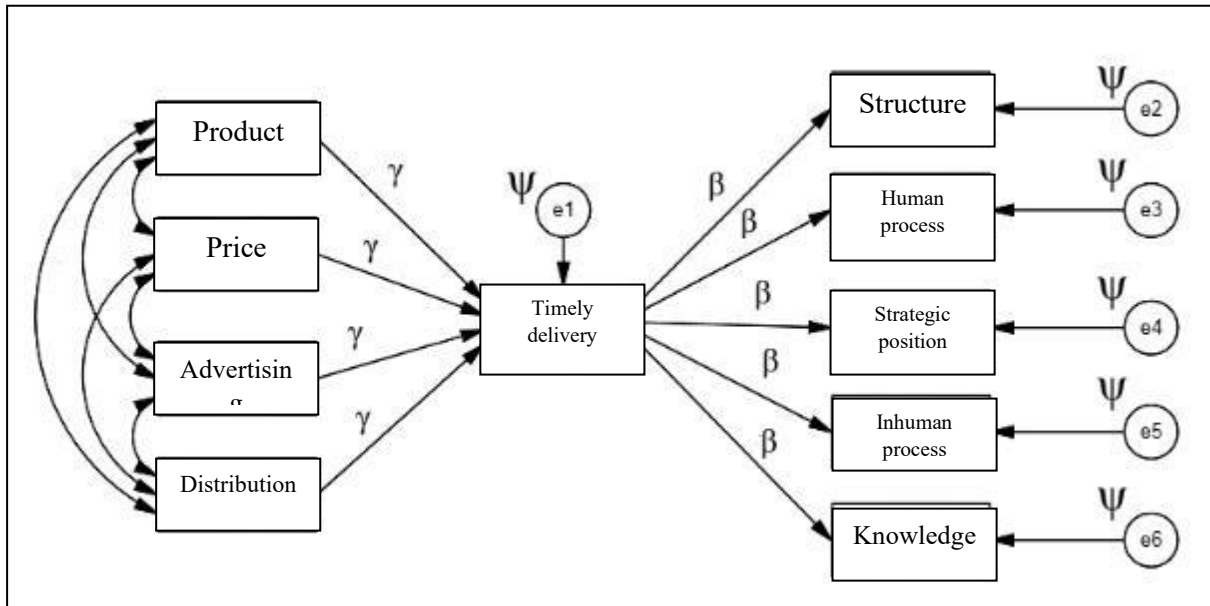 Product
Price
Advertisin
g
Distribution
γ
γ
γ
γ
Ψ
e1
Timely
delivery
β
β
β
β
β
Structure
Human
process
Strategic
position
Inhuman
process
Knowledge
Ψ
e2
Ψ
e3
Ψ
e4
Ψ
e5
Ψ
e6